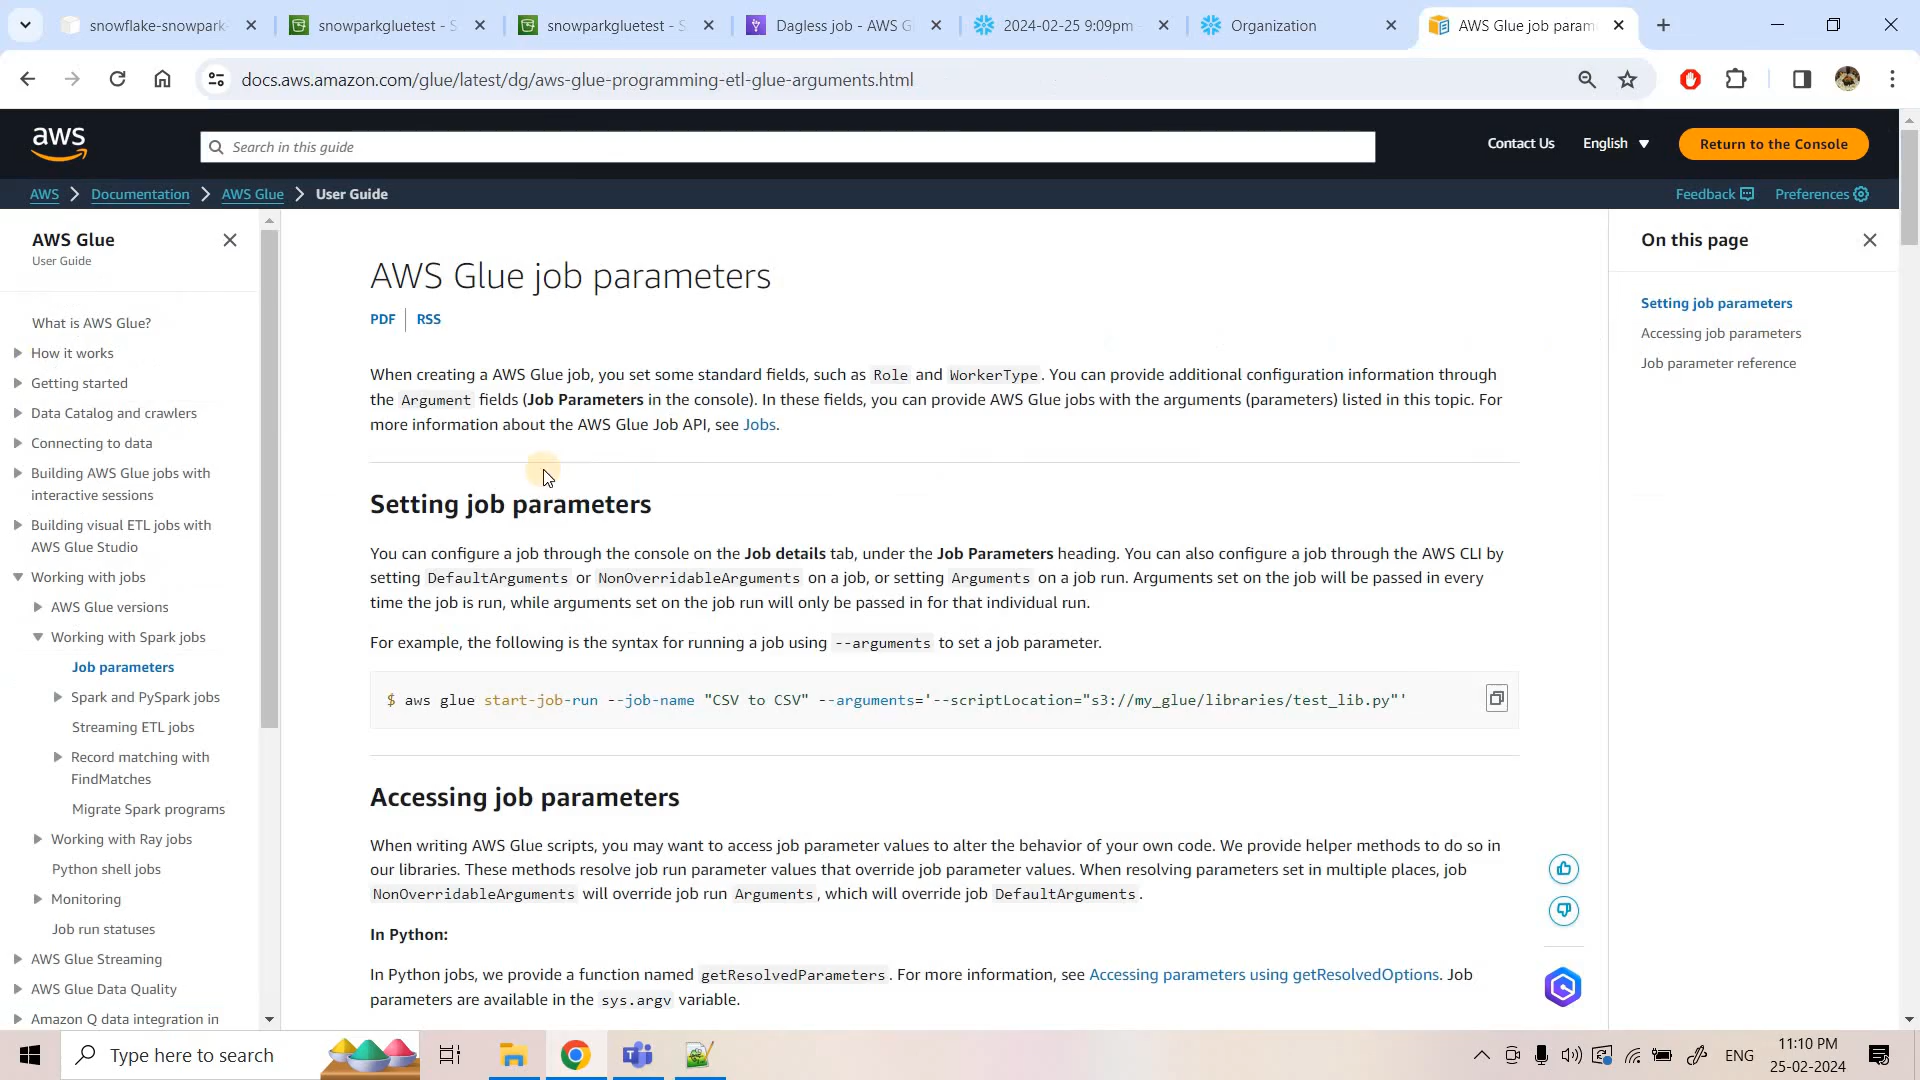 snowflake-snowpark-
snowparkgluetest - S
snowparkgluetest - S
Dagless job - AWS G
2024-02-25 9:09pm
Organization
AWS Glue job param
docs.aws.amazon.com/glue/latest/dg/aws-glue-programming-etl-glue-arguments.html
aws
Search in this guide
Contact Us
English
Return to the Console
AWS
Documentation
AWS Glue
User Guide
Feedback
Preferences
AWS Glue
User Guide
What is AWS Glue?
How it works
Getting started
Data Catalog and crawlers
Connecting to data
Building AWS Glue jobs with
interactive sessions
Building visual ETL jobs with
AWS Glue Studio
Working with jobs
AWS Glue versions
Working with Spark jobs
Job parameters
Spark and PySpark jobs
Streaming ETL jobs
Record matching with
FindMatches
Migrate Spark programs
Working with Ray jobs
Python shell jobs
Monitoring
Job run statuses
AWS Glue Streaming
AWS Glue Data Quality
Amazon Q data integration in
AWS Glue job parameters
PDF
RSS
When creating a AWS Glue job, you set some standard fields, such as Role and WorkerType. You can provide additional configuration information through
the Argument fields (Job Parameters in the console). In these fields, you can provide AWS Glue jobs with the arguments (parameters) listed in this topic. For
more information about the AWS Glue Job API, see Jobs.
Setting job parameters
You can configure a job through the console on the Job details tab, under the Job Parameters heading. You can also configure a job through the AWS CLI by
setting DefaultArguments or NonOverridableArguments on a job, or setting Arguments on a job run. Arguments set on the job will be passed in every
time the job is run, while arguments set on the job run will only be passed in for that individual run.
For example, the following is the syntax for running a job using --arguments to set a job parameter.
$ aws glue start-job-run --job-name "CSV to CSV" --arguments='--scriptLocation="s3://my_glue/libraries/test_lib.py"'
Accessing job parameters
When writing AWS Glue scripts, you may want to access job parameter values to alter the behavior of your own code. We provide helper methods to do so in
our libraries. These methods resolve job run parameter values that override job parameter values. When resolving parameters set in multiple places, job
NonOverridableArguments will override job run Arguments, which will override job DefaultArguments.
In Python:
In Python jobs, we provide a function named getResolvedParameters. For more information, see Accessing parameters using getResolvedOptions. Job
parameters are available in the sys.argv variable.
On this page
Setting job parameters
Accessing job parameters
Job parameter reference
Type here to search
ENG
11:10 PM
25-02-2024